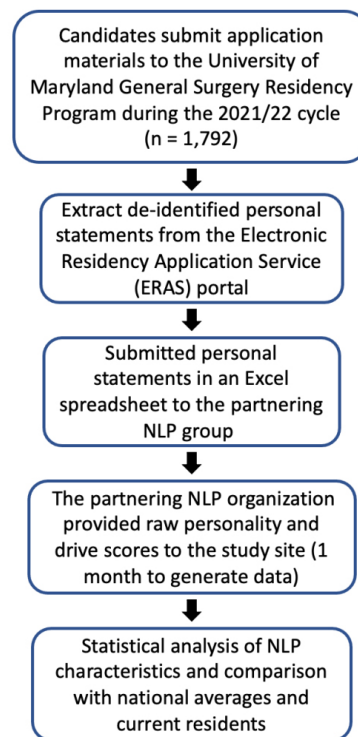 Candidates submit application
materials to the University of
Maryland General Surgery Residency
Program during the 2021/22 cycle
(n = 1,792)
Extract de-identified personal
statements from the Electronic
Residency Application Service
(ERAS) portal
Submitted personal
statements in an Excel
spreadsheet to the partnering
NLP group
The partnering NLP organization
provided raw personality and
drive scores to the study site (1
month to generate data)
Statistical analysis of NLP
characteristics and comparison
with national averages and
current residents